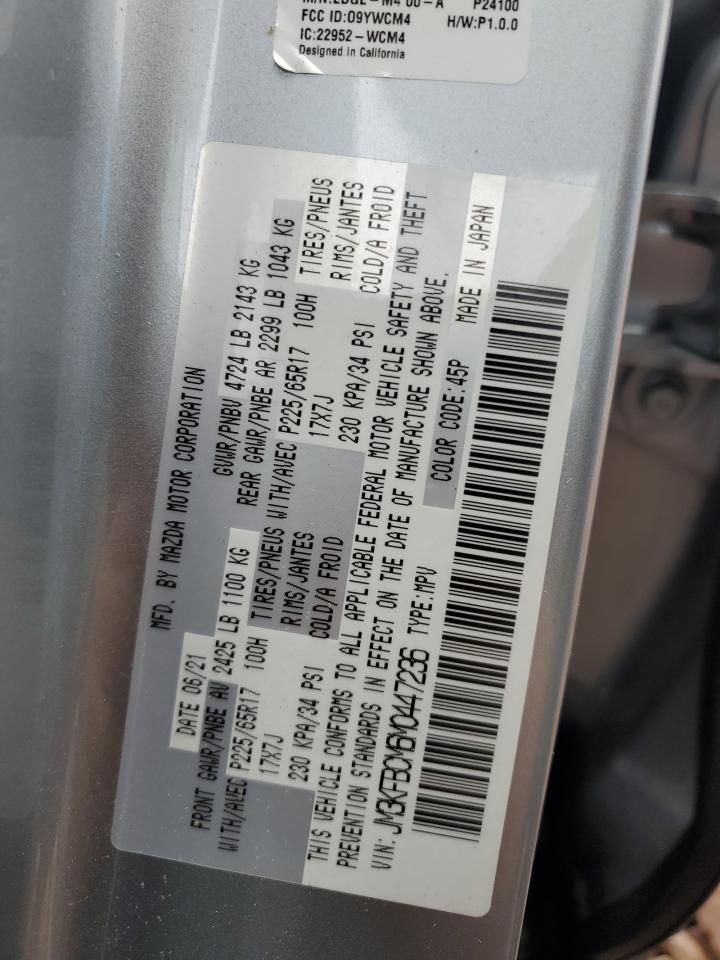 P24100
FCC ID:O9YWCM4 H/W:P1.0.0
IC:22952-WCM4
Designed in California
MFD. BY MAZDA MOTOR CORPORATION
DATE 06/21 GVWR/PNBV 4724 LB 2143 KG
FRONT GAWR/PNBE AV 2425 LB 1100 KG REAR GAWR/PNBE AR 2299 LB 1043 KG
WITH/AVEC P225/65R17 100H TIRES/PNEUS WITH/AVEC P225/65R17 100H TIRES/PNEUS
17X7J RIMS/JANTES 17X7J RIMS/JANTES
230 KPA/34 PSI COLD/A FROID 230 KPA/34 PSI COLD/A FROID
THIS VEHICLE CONFORMS TO ALL APPLICABLE FEDERAL MOTOR VEHICLE SAFETY AND THEFT
PREVENTION STANDARDS IN EFFECT ON THE DATE OF MANUFACTURE SHOWN ABOVE.
VIN: JM3KFBCM6M0447236 TYPE:MPV COLOR CODE:45P MADE IN JAPAN